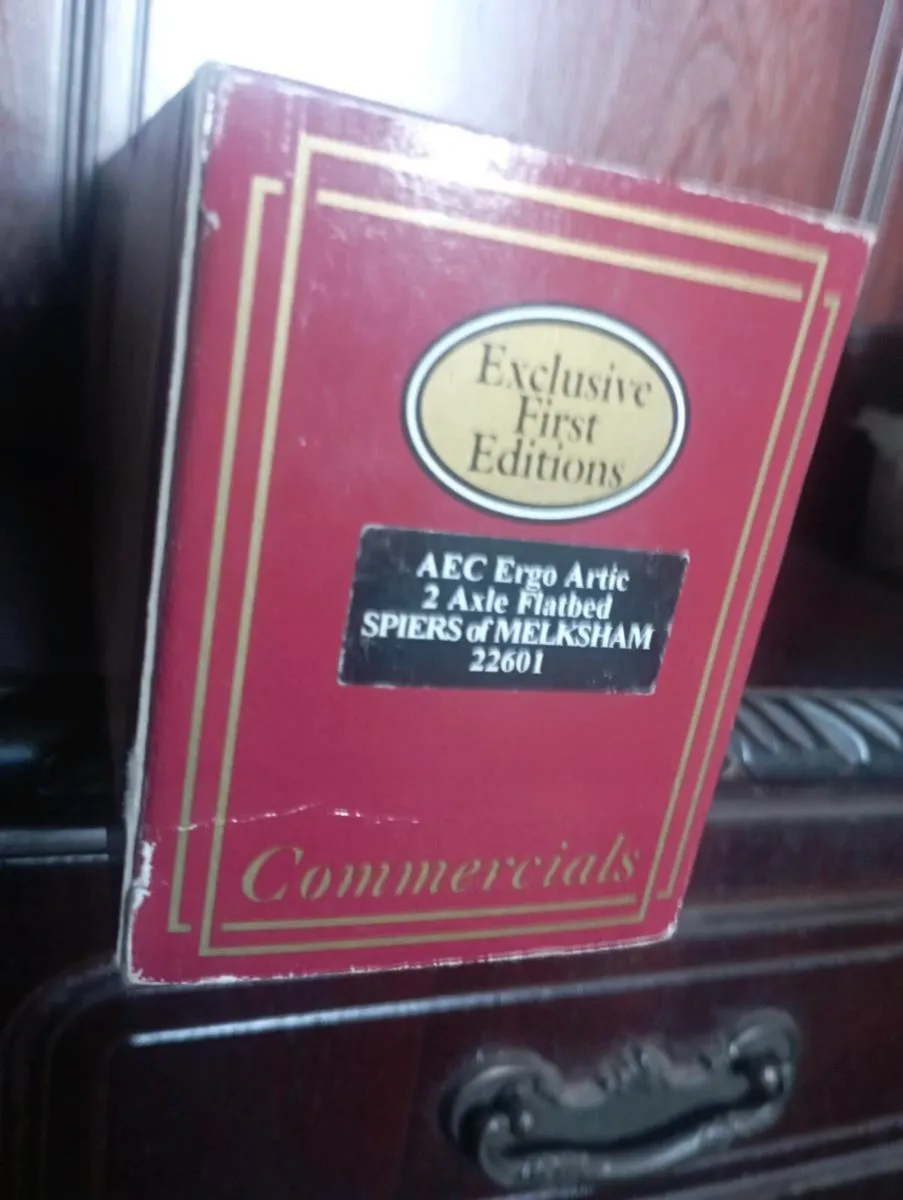 Exclusive
First
Editions
AEC Ergo Artic
2 Axle Flatbed
SPIERS of MELKSHAM
22601
Commercials